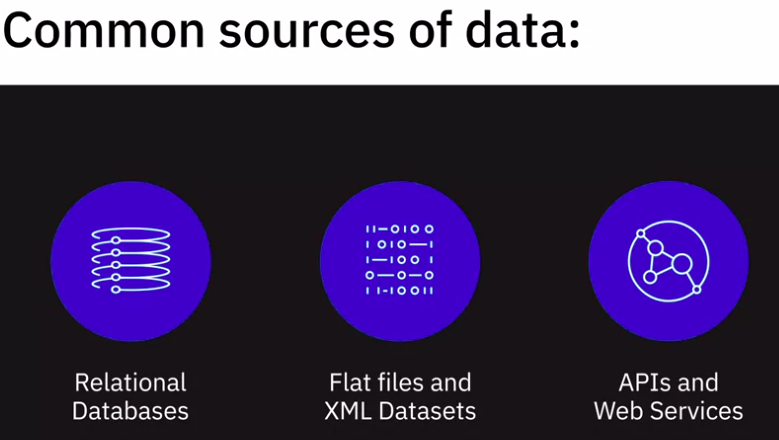 Common sources of data:
Relational
Databases
Flat files and
XML Datasets
APIs and
Web Services